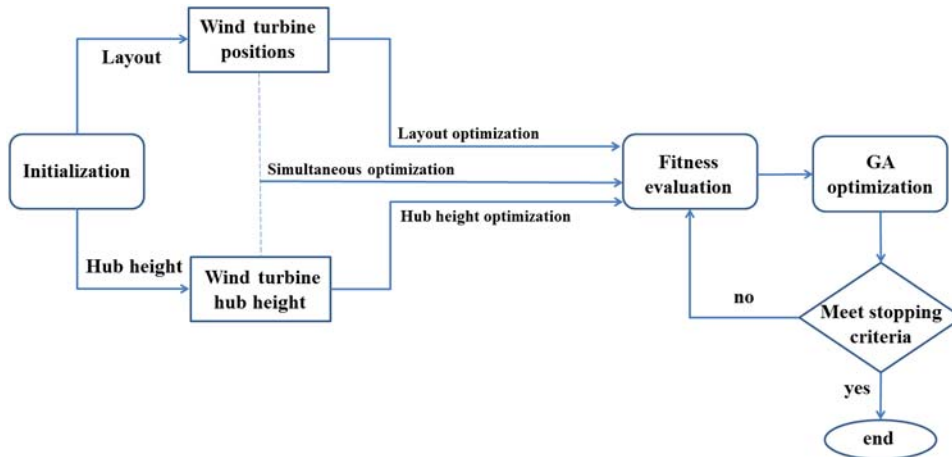 Wind turbine
positions
Layout
Layout optimization
Initialization
Simultaneous optimization
Fitness
evaluation
GA
optimization
Hub height optimization
Hub height
Wind turbine
hub height
no
Meet stopping
criteria
yes
end